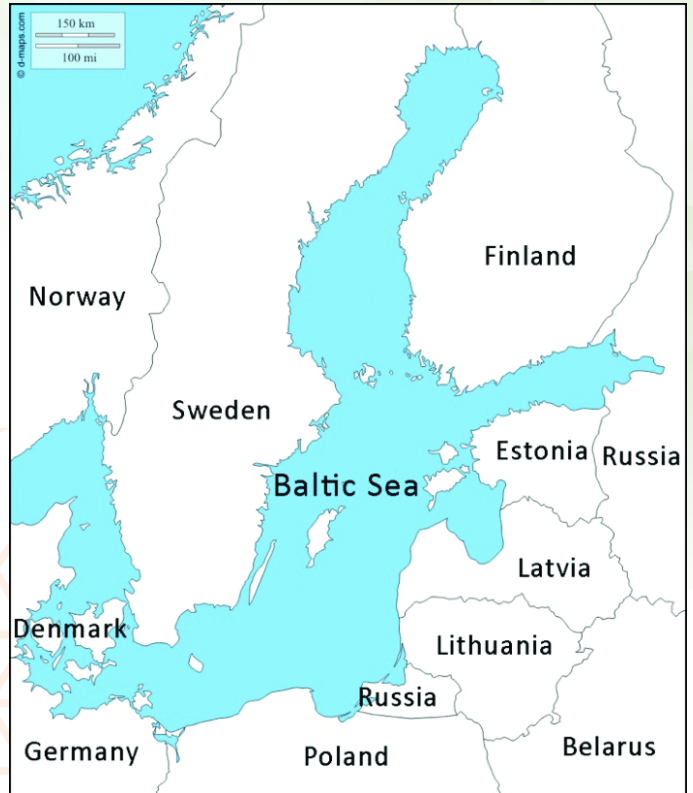 © d-maps.com
150 km
100 mi
Finland
Norway
Sweden
Estonia
Russia
Baltic Sea
Latvia
Denmark
Lithuania
Russia
Germany
Poland
Belarus